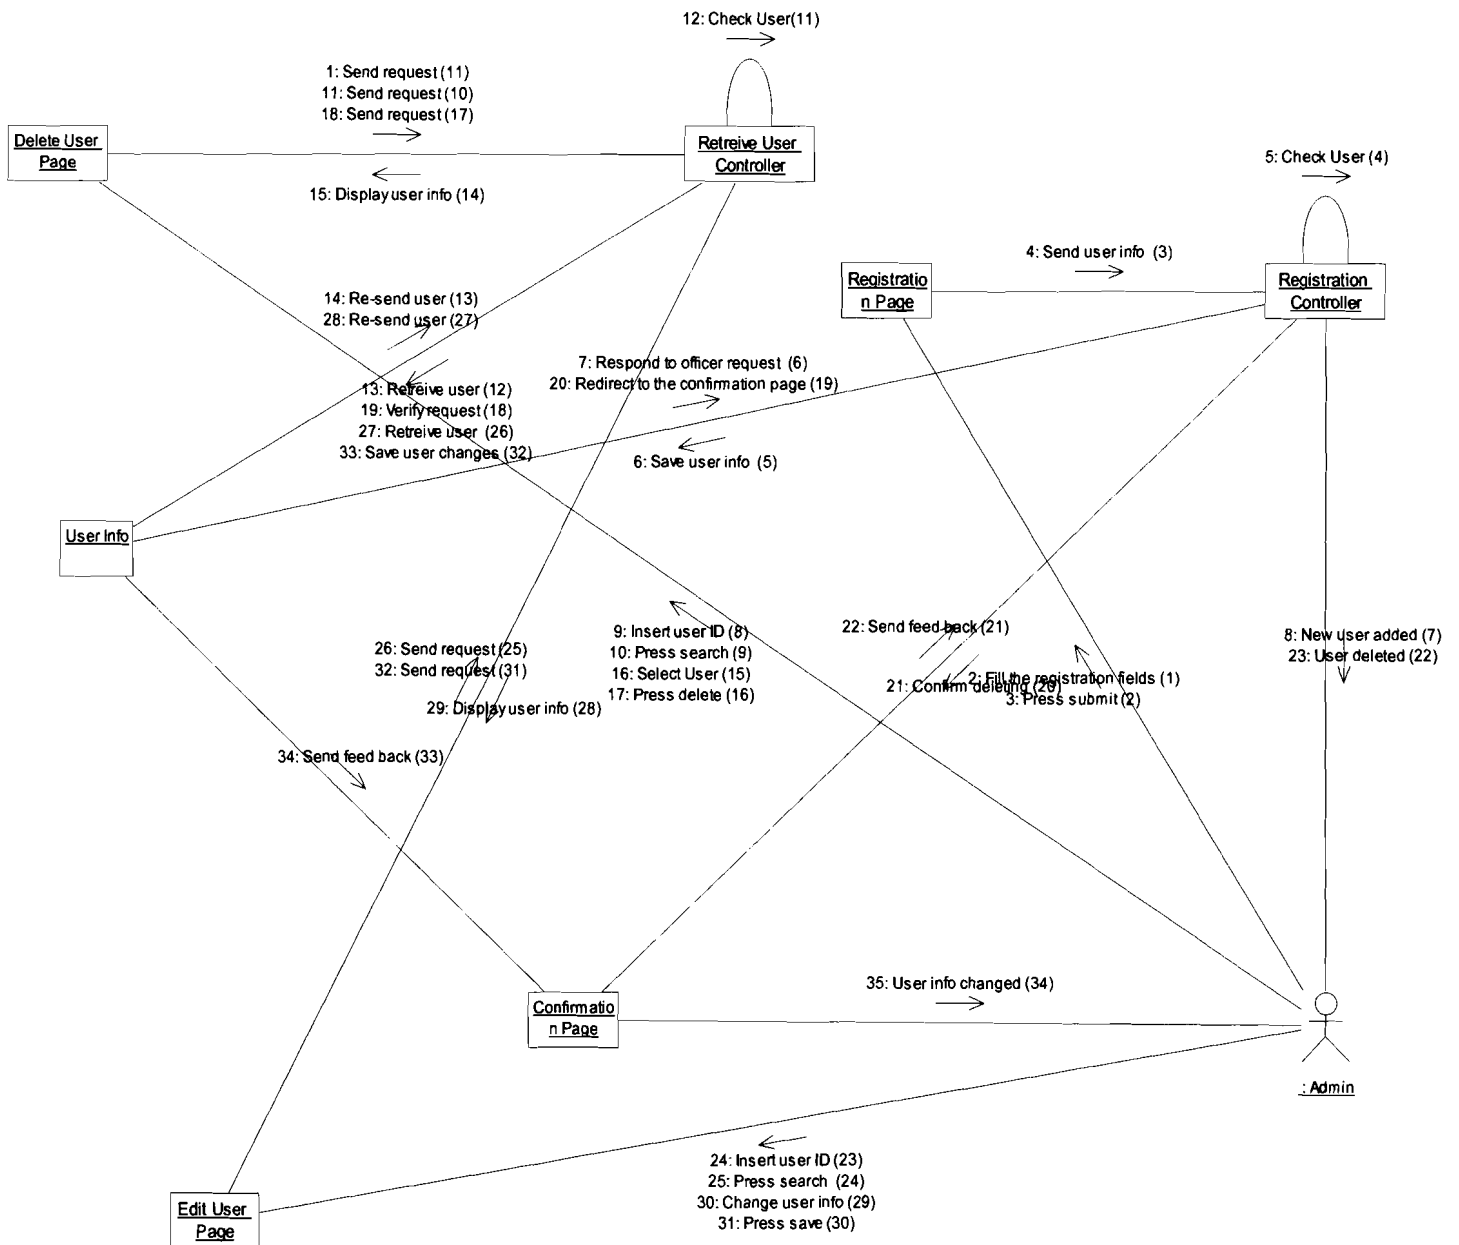 12: Check User(11)
1: Send request (11)
11: Send request (10)
18: Send request (17)
Delete User
Page
Retreive User
Controller
15: Display user info (14)
5: Check User (4)
4: Send user info (3)
Registratio
n Page
Registration
Controller
14: Re-send user (13)
28: Re-send user (27)
7: Respond to officer request (6)
20: Redirect to the confirmation page (19)
13: Retreive user (12)
19: Verify request (18)
27: Retreive user (26)
33: Save user changes (32)
6: Save user info (5)
User Info
9: Insert user ID (8)
10: Press search (9)
16: Select User (15)
17: Press delete (16)
22: Send feed back (21)
8: New user added (7)
23: User deleted (22)
26: Send request (25)
32: Send request (31)
29: Display user info (28)
21: Confirm deleting (20)
2: Fill the registration fields (1)
3: Press submit (2)
34: Send feed back (33)
35: User info changed (34)
Confirmatio
n Page
: Admin
24: Insert user ID (23)
25: Press search (24)
30: Change user info (29)
31: Press save (30)
Edit User
Page